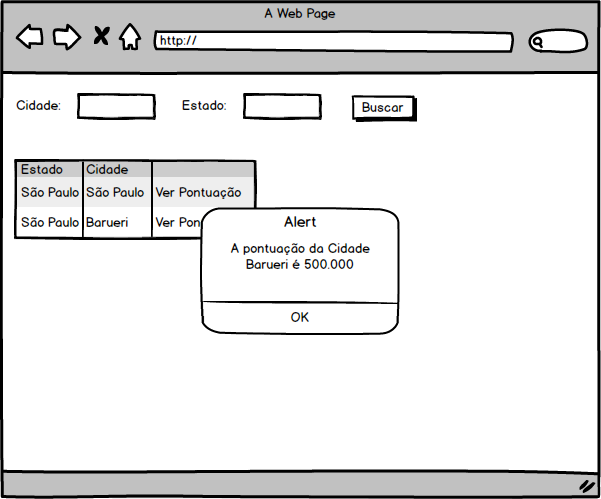 A Web Page
http://
Cidade: Estado: Buscar
Estado Cidade
São Paulo São Paulo Ver Pontuação
São Paulo Barueri Ver Pon
Alert
A pontuação da Cidade
Barueri é 500.000
OK